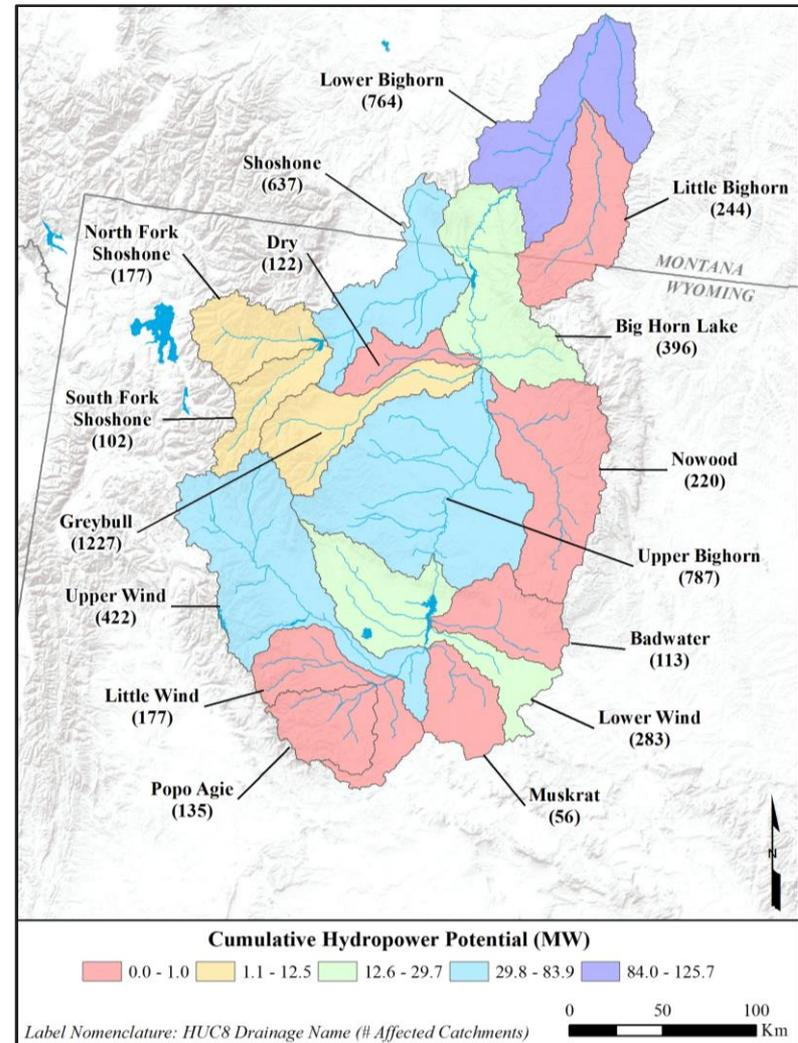 Lower Bighorn
(764)
Shoshone
(637)
Little Bighorn
(244)
North Fork
Shoshone
(177)
Dry
(122)
MONTANA
WYOMING
Big Horn Lake
(396)
South Fork
Shoshone
(102)
Nowood
(220)
Greybull
(1227)
Upper Bighorn
(787)
Upper Wind
(422)
Badwater
(113)
Little Wind
(177)
Lower Wind
(283)
Popo Agie
(135)
Muskrat
(56)
N
Cumulative Hydropower Potential (MW)
0.0 - 1.0 1.1 - 12.5 12.6 - 29.7 29.8 - 83.9 84.0 - 125.7
0 50 100
Km
Label Nomenclature: HUC8 Drainage Name (# Affected Catchments)